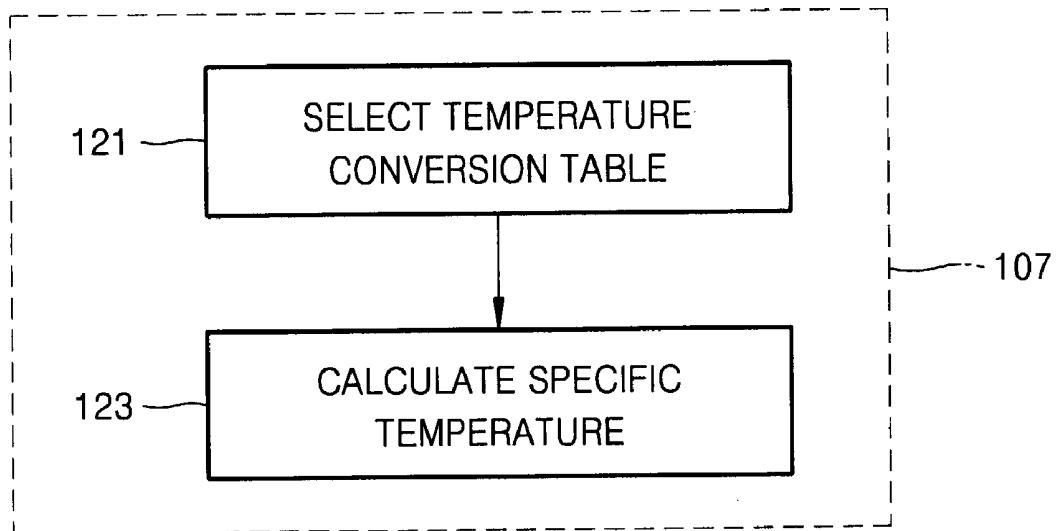 121
SELECT TEMPERATURE
CONVERSION TABLE
107
123
CALCULATE SPECIFIC
TEMPERATURE